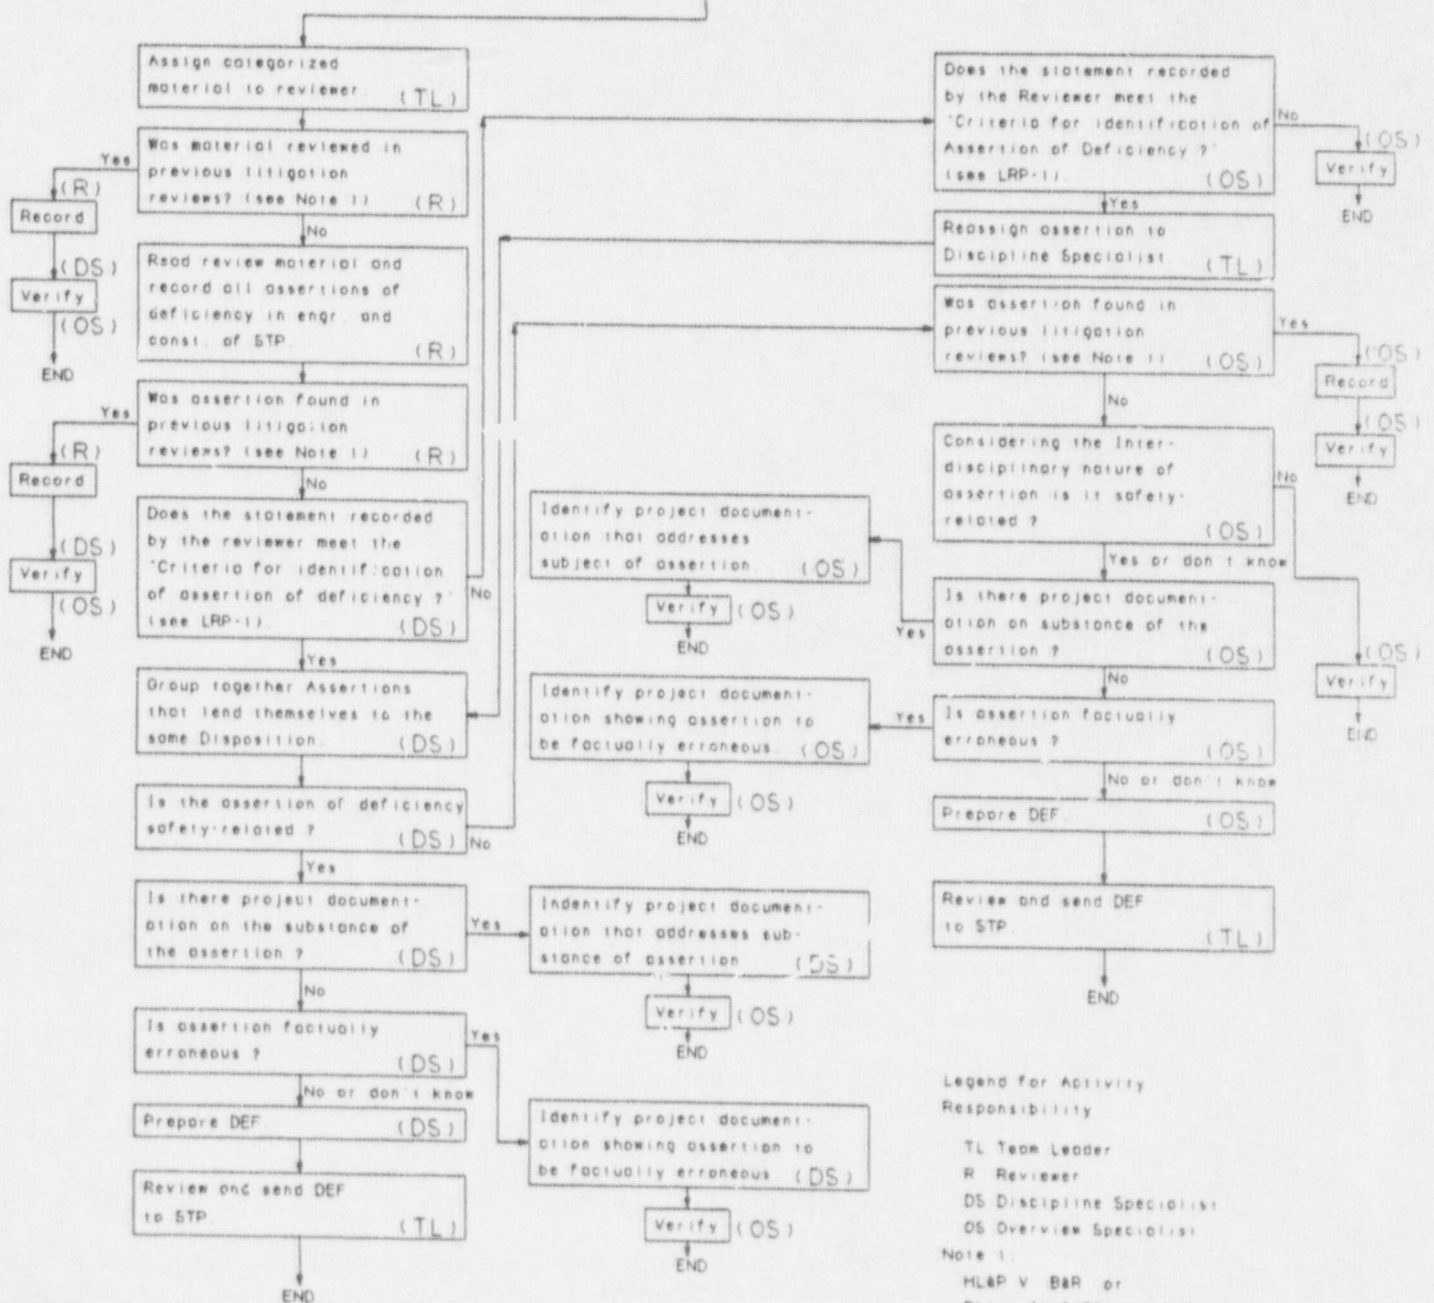 Assign categorized
material to reviewer. (TL)
Was material reviewed in
previous litigation
reviews? (see Note 1) (R)
Yes
(R)
Record
(DS)
Verify
(OS)
END
No
Read review material and
record all assertions of
deficiency in engr. and
const. of STP. (R)
Was assertion found in
previous litigation
reviews? (see Note 1) (R)
Yes
(R)
Record
(DS)
Verify
(OS)
END
No
Does the statement recorded
by the reviewer meet the
"Criteria for identification
of assertion of deficiency ?"
(see LRP-1). (DS)
No
Yes
Group together Assertions
that lend themselves to the
same Disposition. (DS)
Is the assertion of deficiency
safety-related ? (DS)
No
Yes
Is there project document-
ation on the substance of
the assertion ? (DS)
Yes
Indentify project document-
ation that addresses sub-
stance of assertion (DS)
Verify (OS)
END
No
Is assertion factually
erroneous ? (DS)
Yes
Identify project document-
ation showing assertion to
be factually erroneous. (DS)
Verify (OS)
END
No or don't know
Prepare DEF. (DS)
Review and send DEF
to STP. (TL)
END
Does the statement recorded
by the Reviewer meet the
"Criteria for identification of
Assertion of Deficiency ?"
(see LRP-1). (OS)
No
(OS)
Verify
END
Yes
Reassign assertion to
Discipline Specialist. (TL)
Was assertion found in
previous litigation
reviews? (see Note 1) (OS)
Yes
(OS)
Record
(OS)
Verify
END
No
Considering the Inter-
disciplinary nature of
assertion is it safety-
related ? (OS)
No
(OS)
Verify
END
Yes or don't know
Is there project document-
ation on substance of the
assertion ? (OS)
Yes
Identify project document-
ation that addresses
subject of assertion. (OS)
Verify (OS)
END
No
Is assertion factually
erroneous ? (OS)
Yes
Identify project document-
ation showing assertion to
be factually erroneous. (OS)
Verify (OS)
END
No or don't know
Prepare DEF. (OS)
Review and send DEF
to STP. (TL)
END
Legend for Activity
Responsibility
TL Team Leader
R Reviewer
DS Discipline Specialist
OS Overview Specialist
Note 1:
HL&P V. B&R or